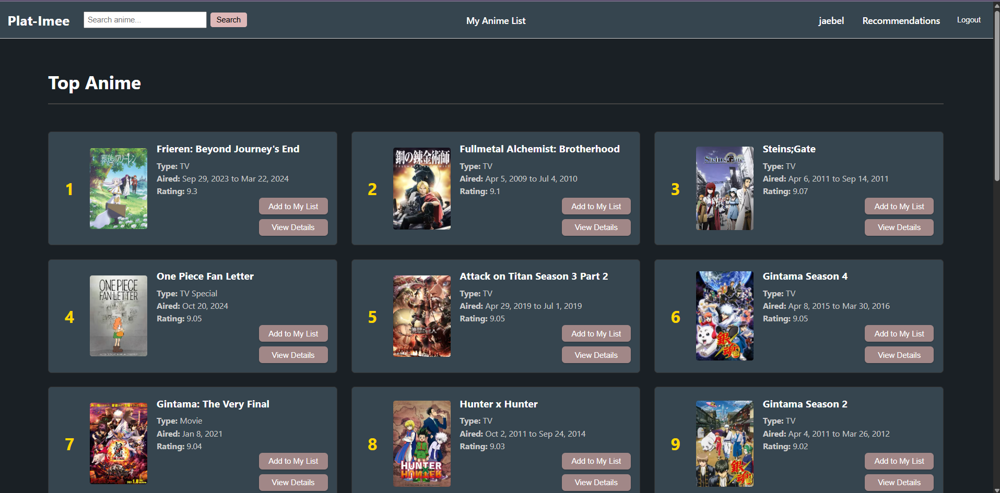 Plat-Imee
Search anime...
Search
My Anime List
jaebel
Recommendations
Logout
Top Anime
1
葬送のフリーレン
Frieren: Beyond Journey's End
Type: TV
Aired: Sep 29, 2023 to Mar 22, 2024
Rating: 9.3
Add to My List
View Details
2
鋼の錬金術師
FULLMETAL ALCHEMIST
Fullmetal Alchemist: Brotherhood
Type: TV
Aired: Apr 5, 2009 to Jul 4, 2010
Rating: 9.1
Add to My List
View Details
3
Steins;Gate
Steins;Gate
Type: TV
Aired: Apr 6, 2011 to Sep 14, 2011
Rating: 9.07
Add to My List
View Details
4
ONE PIECE
FAN LETTER
One Piece Fan Letter
Type: TV Special
Aired: Oct 20, 2024
Rating: 9.05
Add to My List
View Details
5
進撃の巨人
Attack on Titan Season 3 Part 2
Type: TV
Aired: Apr 29, 2019 to Jul 1, 2019
Rating: 9.05
Add to My List
View Details
6
銀魂
Gintama Season 4
Type: TV
Aired: Apr 8, 2015 to Mar 30, 2016
Rating: 9.05
Add to My List
View Details
7
THE FINAL
2021.1.8
Gintama: The Very Final
Type: Movie
Aired: Jan 8, 2021
Rating: 9.04
Add to My List
View Details
8
HUNTER
HUNTER
Hunter x Hunter
Type: TV
Aired: Oct 2, 2011 to Sep 24, 2014
Rating: 9.03
Add to My List
View Details
9
銀魂
Gintama Season 2
Type: TV
Aired: Apr 4, 2011 to Mar 26, 2012
Rating: 9.02
Add to My List
View Details